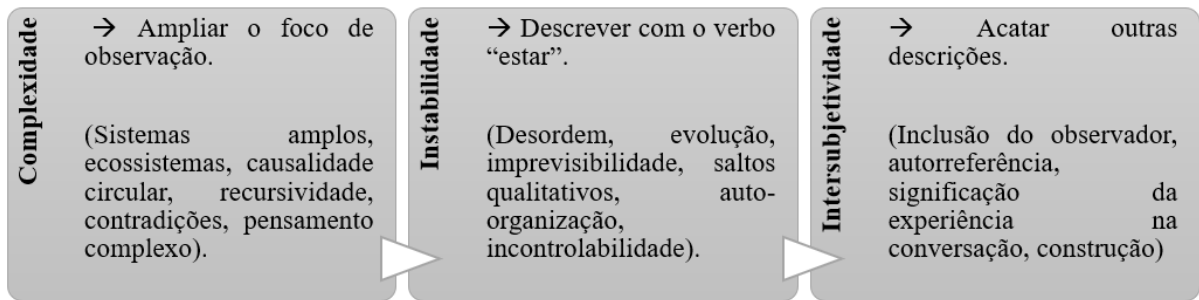 Complexidade
→ Ampliar o foco de
observação.
(Sistemas amplos,
ecossistemas, causalidade
circular, recursividade,
contradições, pensamento
complexo).
Instabilidade
→ Descrever com o verbo
“estar”.
(Desordem, evolução,
imprevisibilidade, saltos
qualitativos, auto-
organização,
incontrolabilidade).
Intersubjetividade
→ Acatar outras
descrições.
(Inclusão do observador,
autorreferência,
significação da
experiência na
conversação, construção)